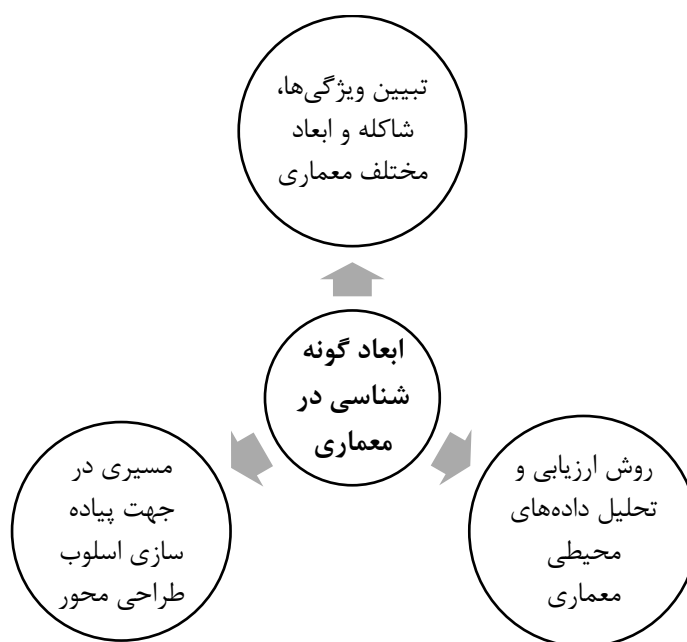 تبیین ویژگی‌ها،
شاکله و ابعاد
مختلف معماری
ابعاد گونه
شناسی در
معماری
روش ارزیابی و
تحلیل داده‌های
محیطی
معماری
مسیری در
جهت پیاده
سازی اسلوب
طراحی محور